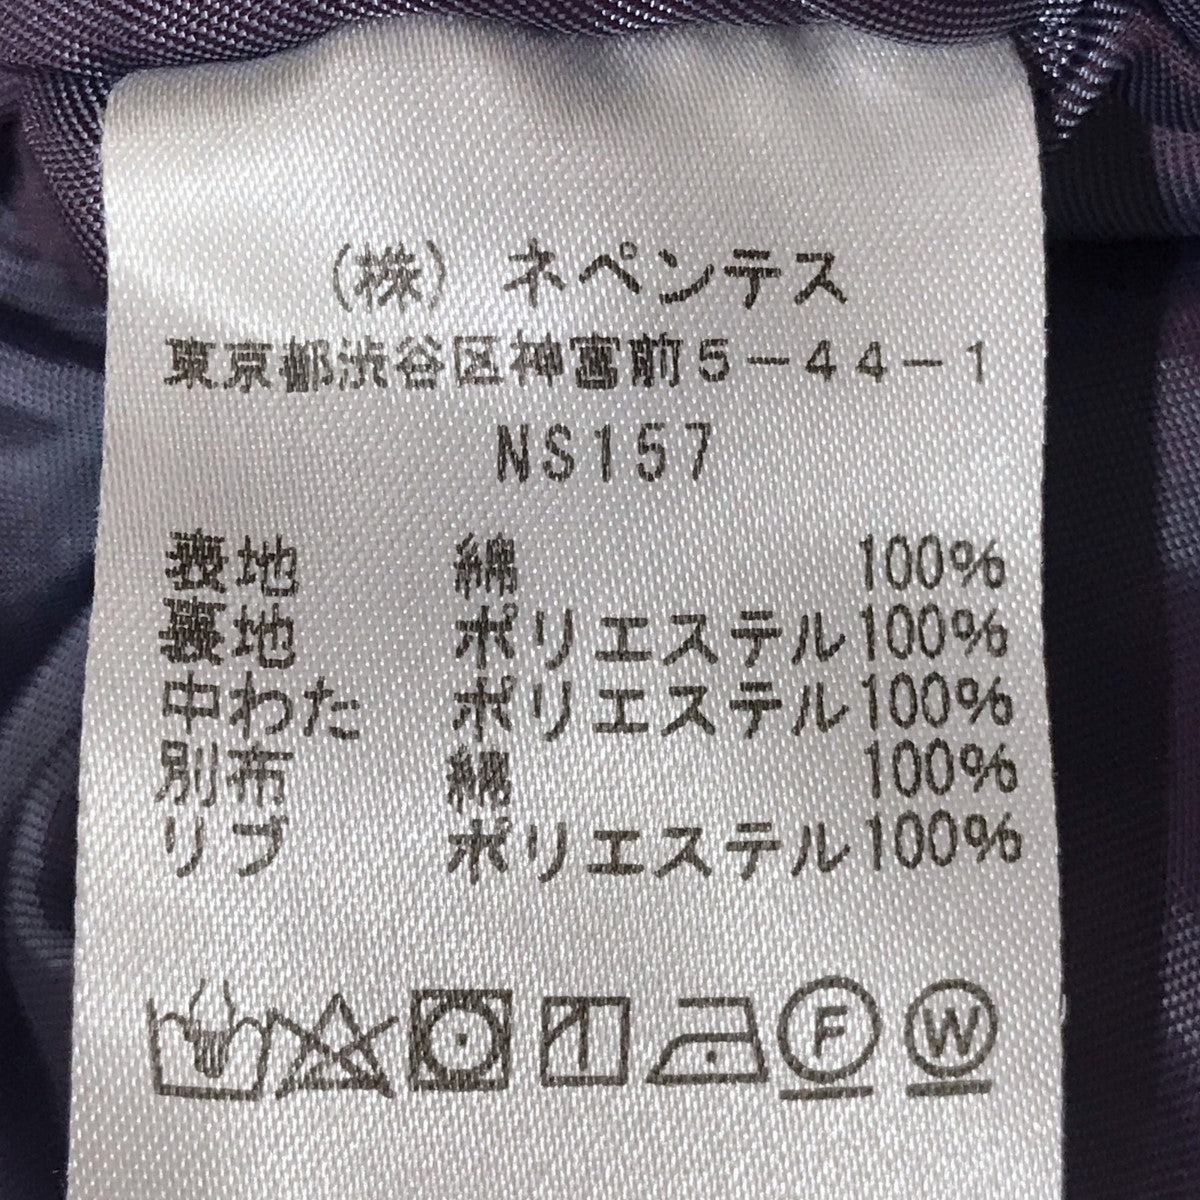 (株) ネペンテス
東京都渋谷区神宮前5-44-1
NS157
表地 綿 100%
裏地 ポリエステル100%
中わた ポリエステル100%
別布 綿 100%
リブ ポリエステル100%
F W